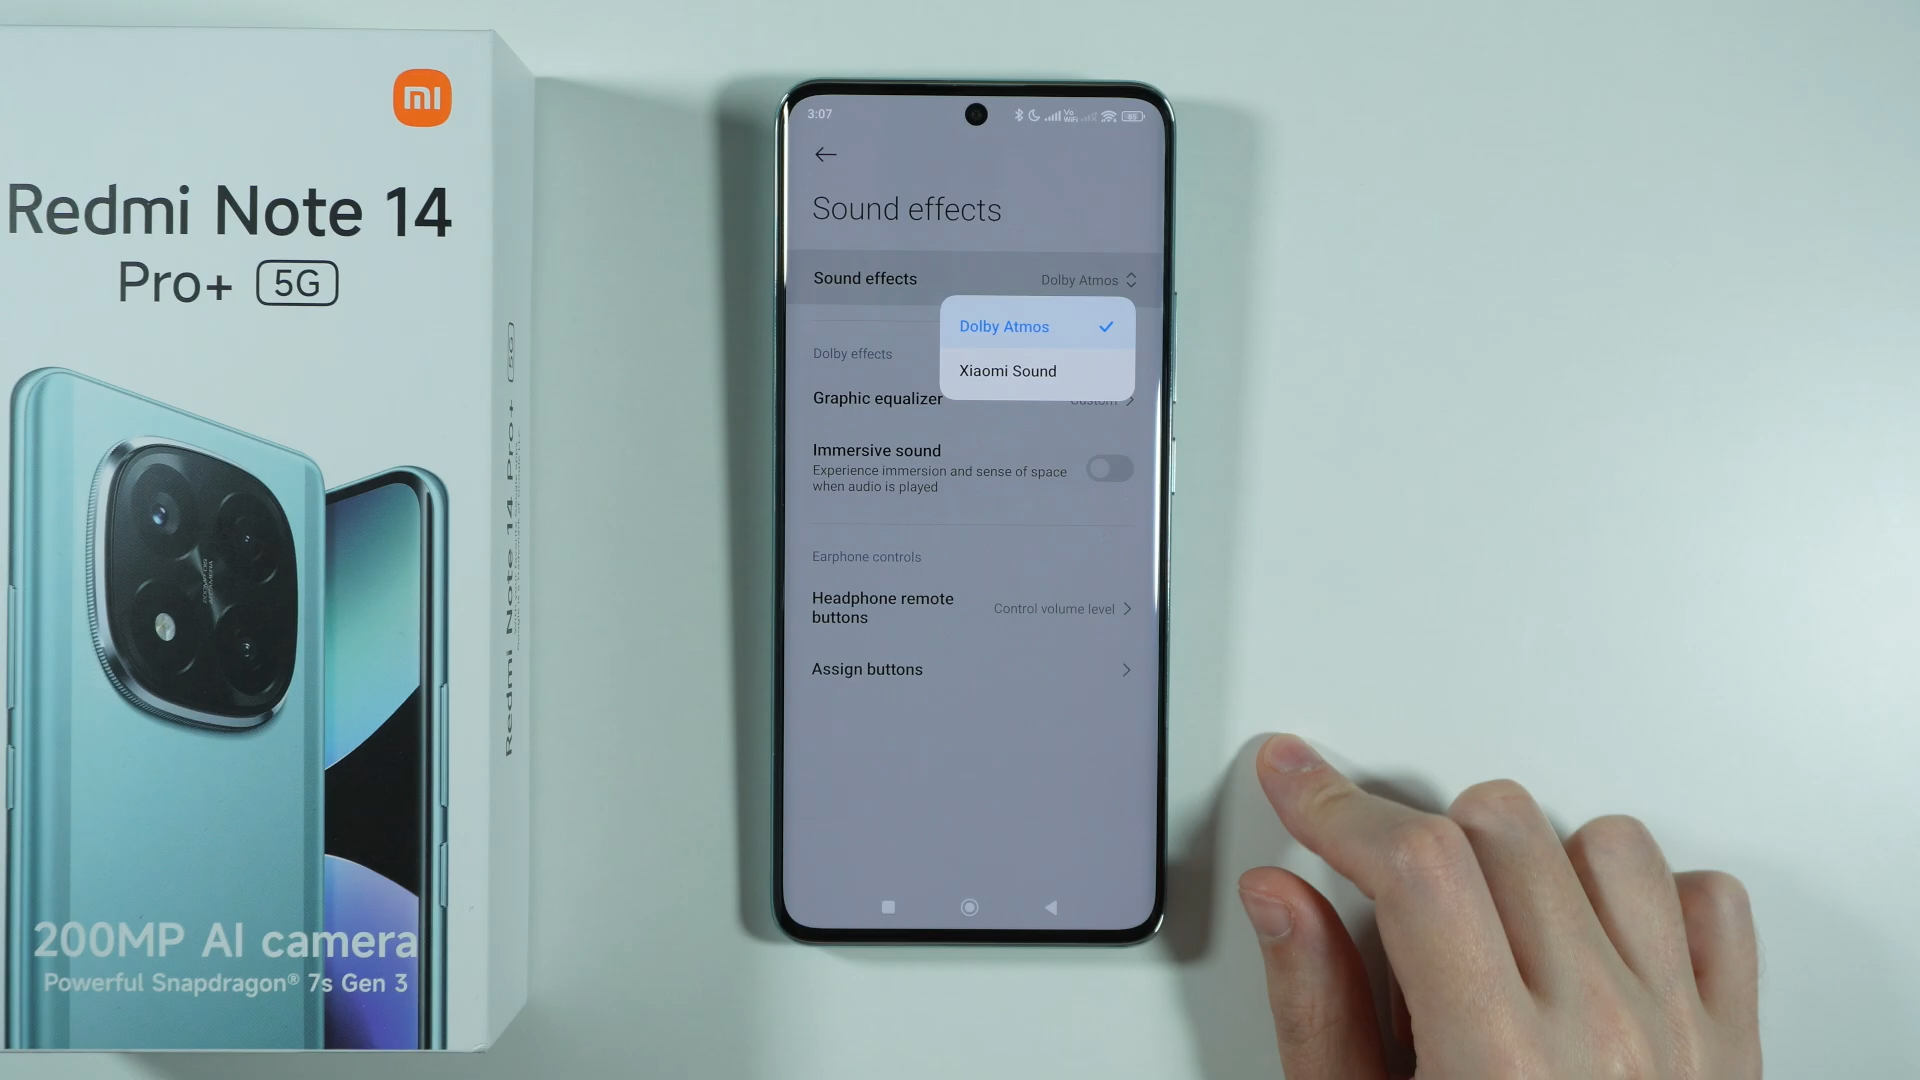 mi
Redmi Note 14
Pro+ 5G
200MP AI camera
Powerful Snapdragon® 7s Gen 3
Redmi Note 14 Pro+ 5G
3:07
Sound effects
Sound effects
Dolby Atmos
Dolby Atmos
Xiaomi Sound
Dolby effects
Graphic equalizer
Custom
Immersive sound
Experience immersion and sense of space
when audio is played
Earphone controls
Headphone remote
buttons
Control volume level
Assign buttons